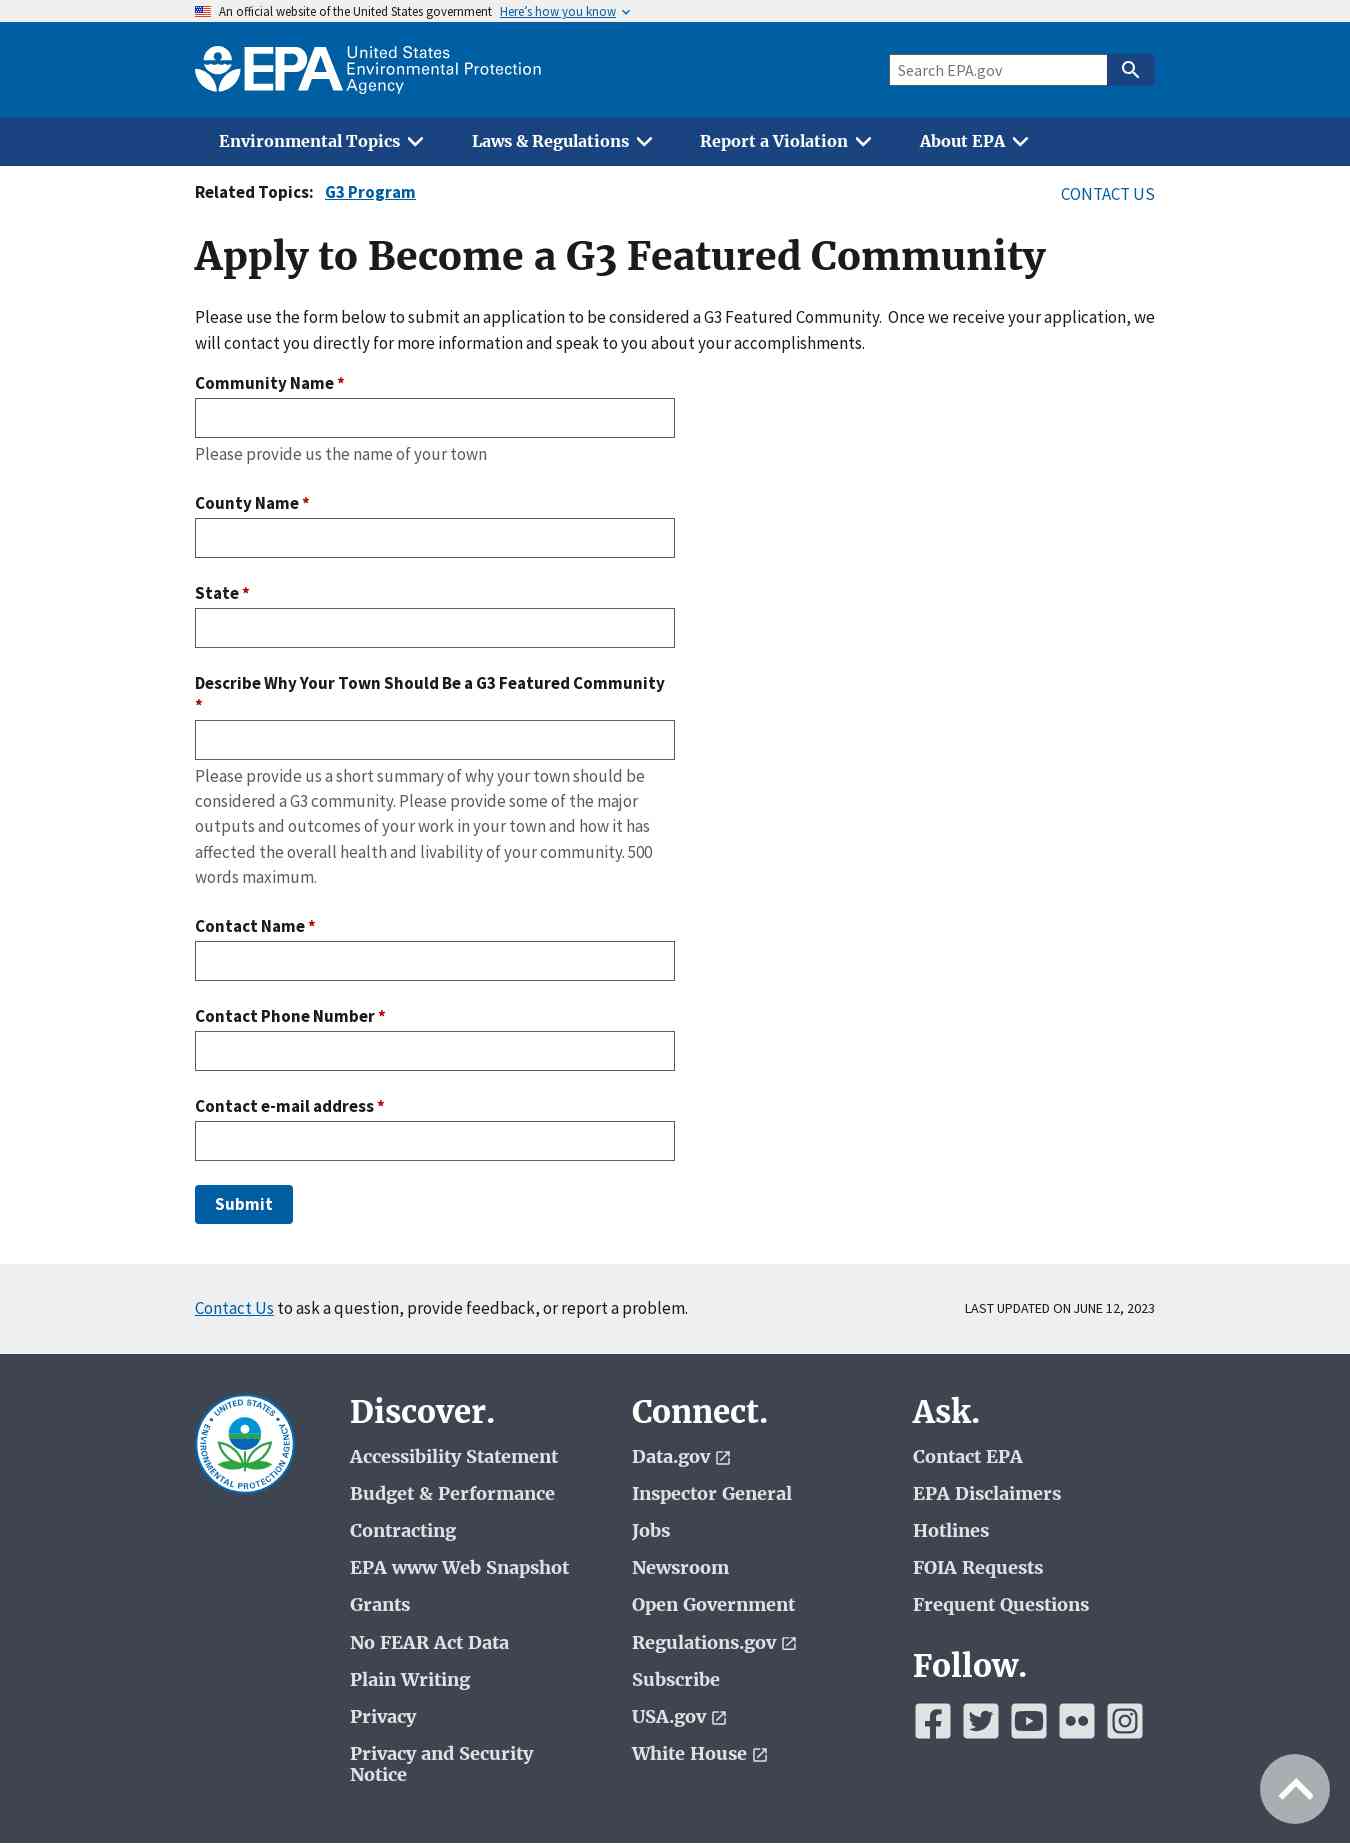 An official website of the United States government Here's how you know
EPA United States
Environmental Protection
Agency
Search EPA.gov
Environmental Topics Laws & Regulations Report a Violation About EPA
Related Topics: G3 Program
CONTACT US
Apply to Become a G3 Featured Community
Please use the form below to submit an application to be considered a G3 Featured Community.  Once we receive your application, we
will contact you directly for more information and speak to you about your accomplishments.
Community Name *
Please provide us the name of your town
County Name *
State *
Describe Why Your Town Should Be a G3 Featured Community
*
Please provide us a short summary of why your town should be
considered a G3 community. Please provide some of the major
outputs and outcomes of your work in your town and how it has
affected the overall health and livability of your community. 500
words maximum.
Contact Name *
Contact Phone Number *
Contact e-mail address *
Submit
Contact Us to ask a question, provide feedback, or report a problem.
LAST UPDATED ON JUNE 12, 2023
UNITED STATES
ENVIRONMENTAL PROTECTION AGENCY
Discover.
Accessibility Statement
Budget & Performance
Contracting
EPA www Web Snapshot
Grants
No FEAR Act Data
Plain Writing
Privacy
Privacy and Security
Notice
Connect.
Data.gov
Inspector General
Jobs
Newsroom
Open Government
Regulations.gov
Subscribe
USA.gov
White House
Ask.
Contact EPA
EPA Disclaimers
Hotlines
FOIA Requests
Frequent Questions
Follow.